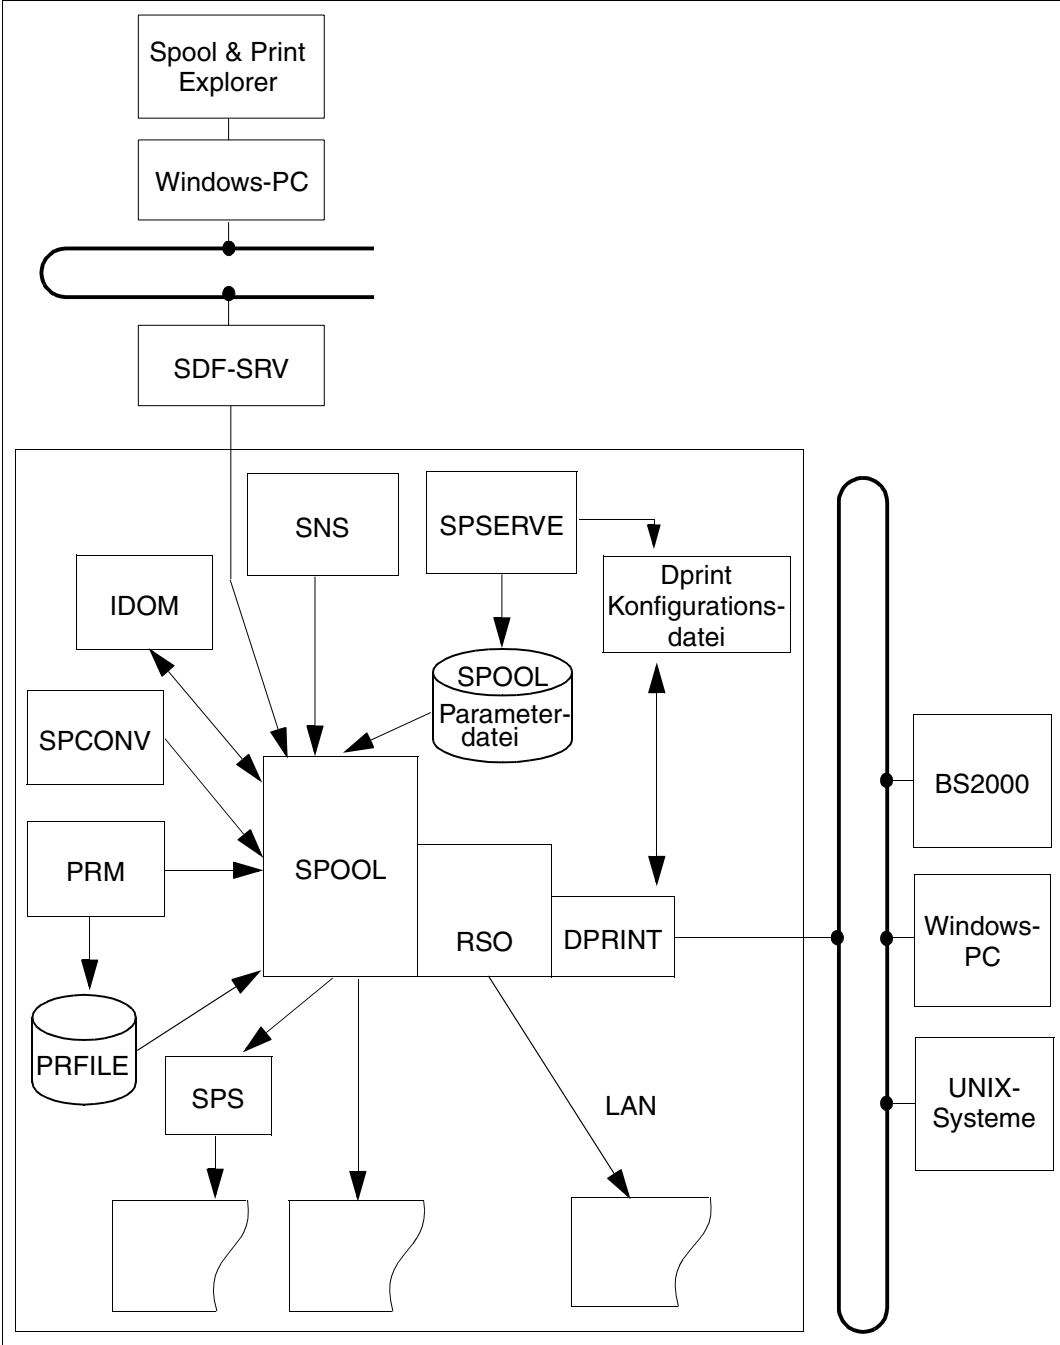 Spool & Print
Explorer
Windows-PC
SDF-SRV
SNS
SPSERVE
IDOM
Dprint
Konfigurations-
datei
SPOOL
Parameter-
datei
SPCONV
BS2000
PRM
SPOOL
RSO
DPRINT
Windows-
PC
PRFILE
SPS
LAN
UNIX-
Systeme